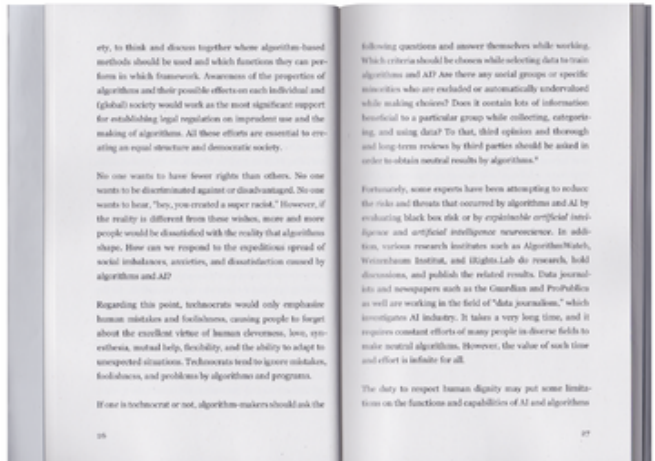 ety, to think and discuss together where algorithm-based
methods should be used and which functions they can per-
form in which framework. Awareness of the properties of
algorithms and their possible effects on each individual and
(global) society would work as the most significant support
for establishing legal regulation on imprudent use and the
making of algorithms. All these efforts are essential to cre-
ating an equal structure and democratic society.
No one wants to have fewer rights than others. No one
wants to be discriminated against or disadvantaged. No one
wants to hear, "hey, you created a super racist." However, if
the reality is different from these wishes, more and more
people would be dissatisfied with the reality that algorithms
shape. How can we respond to the expeditious spread of
social imbalances, anxieties, and dissatisfaction caused by
algorithms and AI?
Regarding this point, technocrats would only emphasize
human mistakes and foolishness, causing people to forget
about the excellent virtue of human cleverness, love, syn-
esthesia, mutual help, flexibility, and the ability to adapt to
unexpected situations. Technocrats tend to ignore mistakes,
foolishness, and problems by algorithms and programs.
If one is technocrat or not, algorithm-makers should ask the
26
following questions and answer themselves while working.
Which criteria should be chosen while selecting data to train
algorithms and AI? Are there any social groups or specific
minorities who are excluded or automatically undervalued
while making choices? Does it contain lots of information
beneficial to a particular group while collecting, categoriz-
ing, and using data? To that, third opinion and thorough
and long-term reviews by third parties should be asked in
order to obtain neutral results by algorithms.
Fortunately, some experts have been attempting to reduce
the risks and threats that occurred by algorithms and AI by
evaluating black box risk or by explainable artificial intel-
ligence and artificial intelligence neuroscience. In addi-
tion, various research institutes such as AlgorithmWatch,
Weizenbaum Institut, and iRights.Lab do research, hold
discussions, and publish the related results. Data journal-
ists and newspapers such as the Guardian and ProPublica
as well are working in the field of "data journalism," which
investigates AI industry. It takes a very long time, and it
requires constant efforts of many people in diverse fields to
make neutral algorithms. However, the value of such time
and effort is infinite for all.
The duty to respect human dignity may put some limita-
tions on the functions and capabilities of AI and algorithms
27